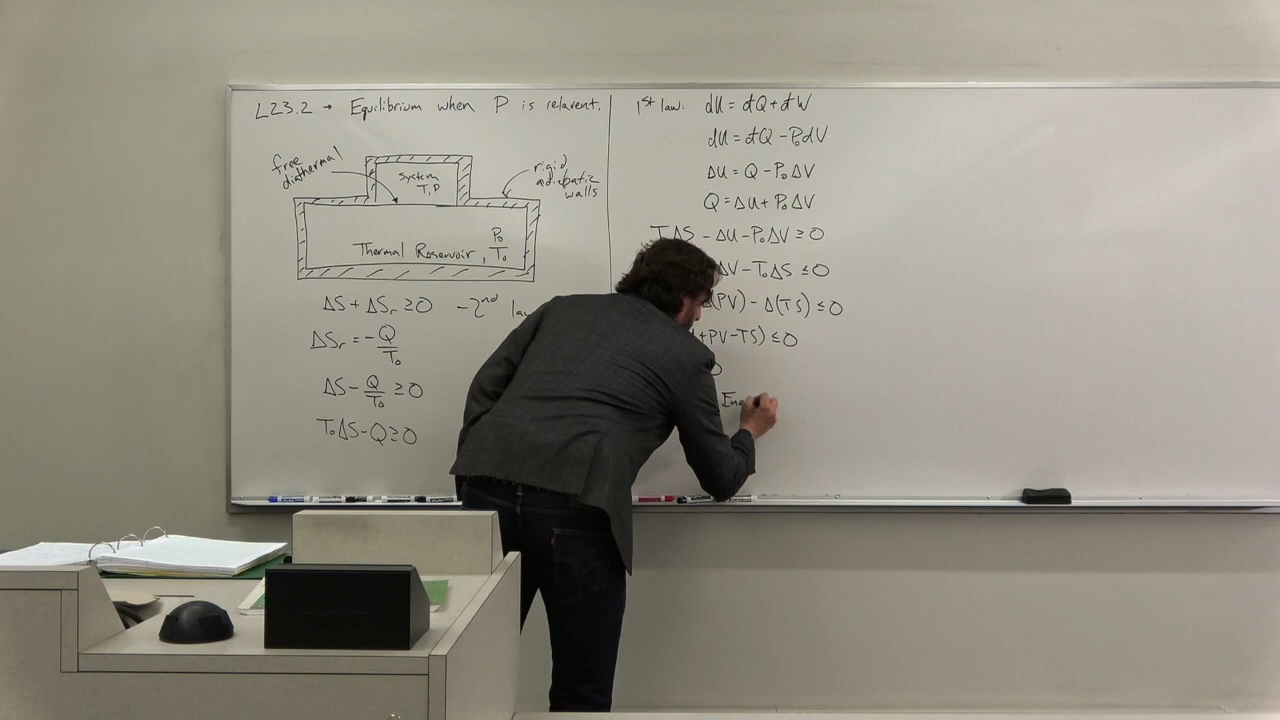 L23.2 → Equilibrium when P is relavent.
free
diathermal
system
T, P
rigid
adiabatic
walls
Thermal Reservoir, P₀
T₀
ΔS + ΔSᵣ ≥ 0 - 2nd la
ΔSᵣ = -Q/T₀
ΔS - Q/T₀ ≥ 0
T₀ΔS - Q ≥ 0
1st law: dU = đQ + đW
dU = đQ - P₀dV
ΔU = Q - P₀ΔV
Q = ΔU + P₀ΔV
ΔS - ΔU - P₀ΔV ≥ 0
ΔV - T₀ΔS ≤ 0
(PV) - Δ(TS) ≤ 0
+PV-TS) ≤ 0